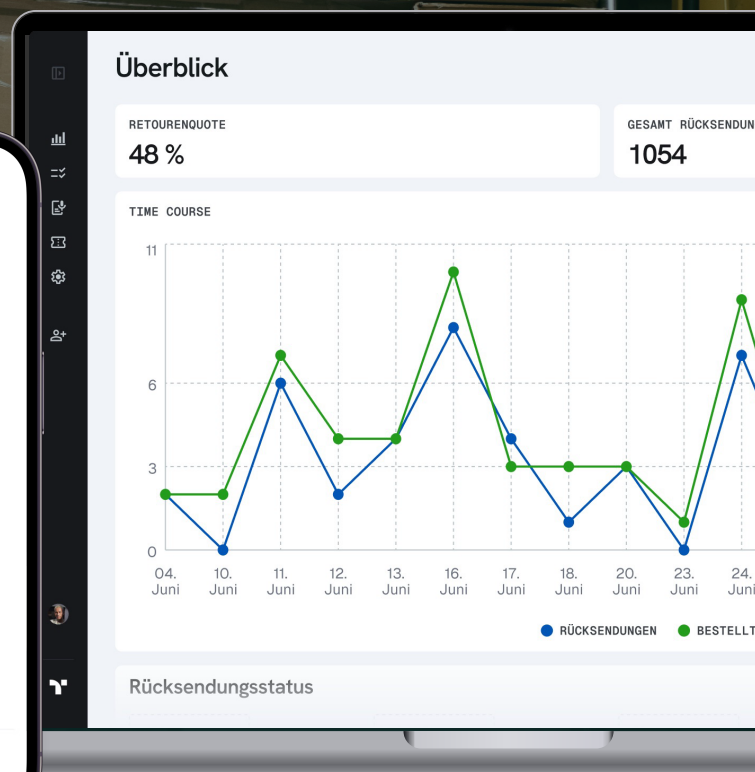 Überblick
RETOURENQUOTE
48 %
GESAMT RÜCKSENDUN
1054
TIME COURSE
11
6
3
0
04. Juni
10. Juni
11. Juni
12. Juni
13. Juni
16. Juni
17. Juni
18. Juni
20. Juni
23. Juni
24. Juni
RÜCKSENDUNGEN
BESTELLT
Rücksendungsstatus